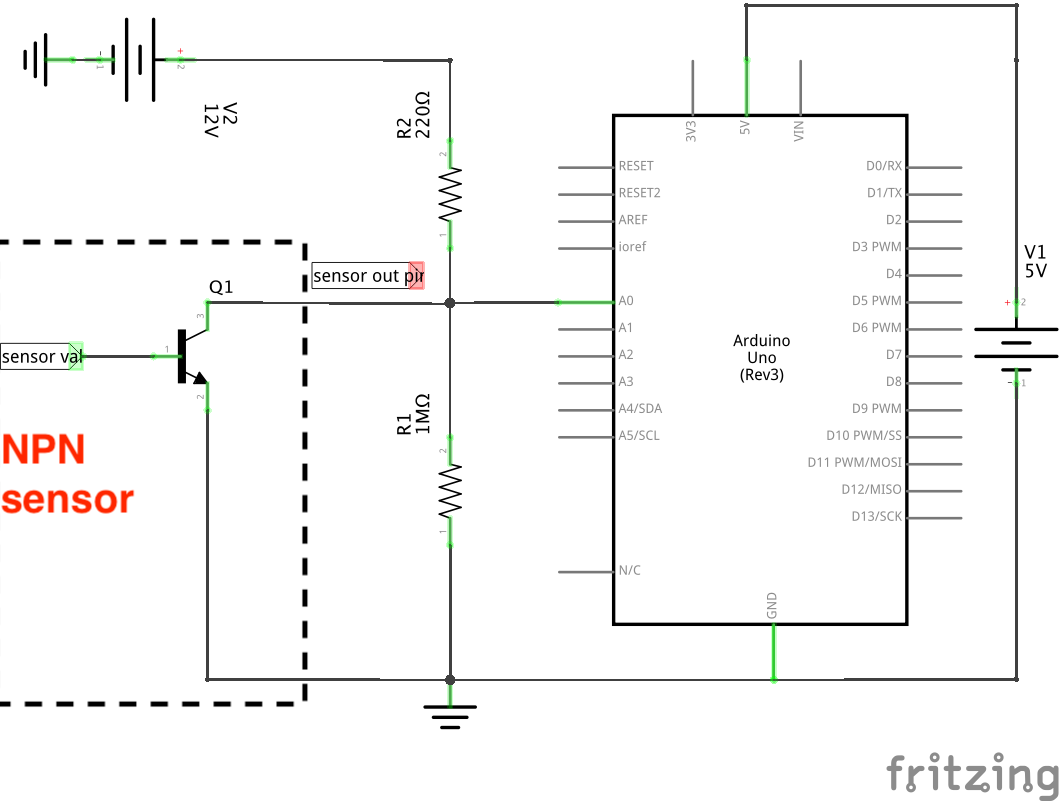 - 1
+ 2
V2
12V
R2
220Ω
2
1
3V3
5V
VIN
RESET
RESET2
AREF
ioref
A0
A1
A2
A3
A4/SDA
A5/SCL
N/C
D0/RX
D1/TX
D2
D3 PWM
D4
D5 PWM
D6 PWM
D7
D8
D9 PWM
D10 PWM/SS
D11 PWM/MOSI
D12/MISO
D13/SCK
GND
Arduino
Uno
(Rev3)
V1
5V
+ 2
- 1
sensor out pin
Q1
3
1
2
sensor val
R1
1MΩ
2
1
NPN
sensor
fritzing